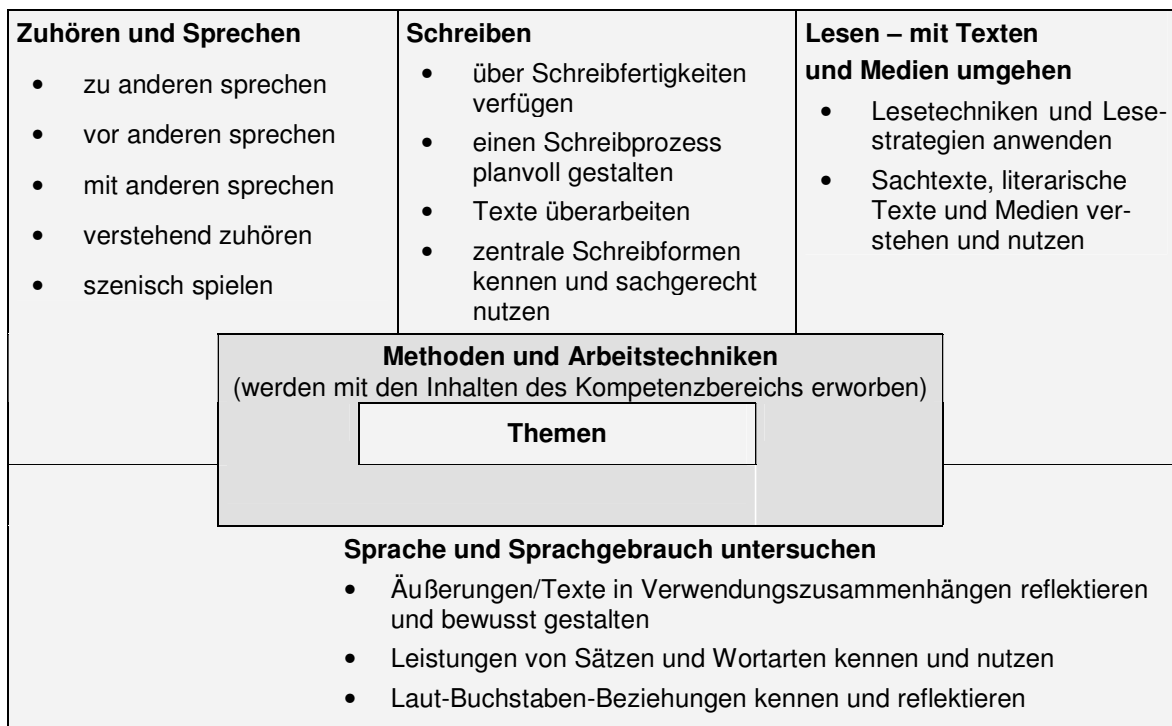 Zuhören und Sprechen
• zu anderen sprechen
• vor anderen sprechen
• mit anderen sprechen
• verstehend zuhören
• szenisch spielen
Schreiben
• über Schreibfertigkeiten
verfügen
• einen Schreibprozess
planvoll gestalten
• Texte überarbeiten
• zentrale Schreibformen
kennen und sachgerecht
nutzen
Lesen – mit Texten
und Medien umgehen
• Lesetechniken und Lese-
strategien anwenden
• Sachtexte, literarische
Texte und Medien ver-
stehen und nutzen
Methoden und Arbeitstechniken
(werden mit den Inhalten des Kompetenzbereichs erworben)
Themen
Sprache und Sprachgebrauch untersuchen
• Äußerungen/Texte in Verwendungszusammenhängen reflektieren
und bewusst gestalten
• Leistungen von Sätzen und Wortarten kennen und nutzen
• Laut-Buchstaben-Beziehungen kennen und reflektieren